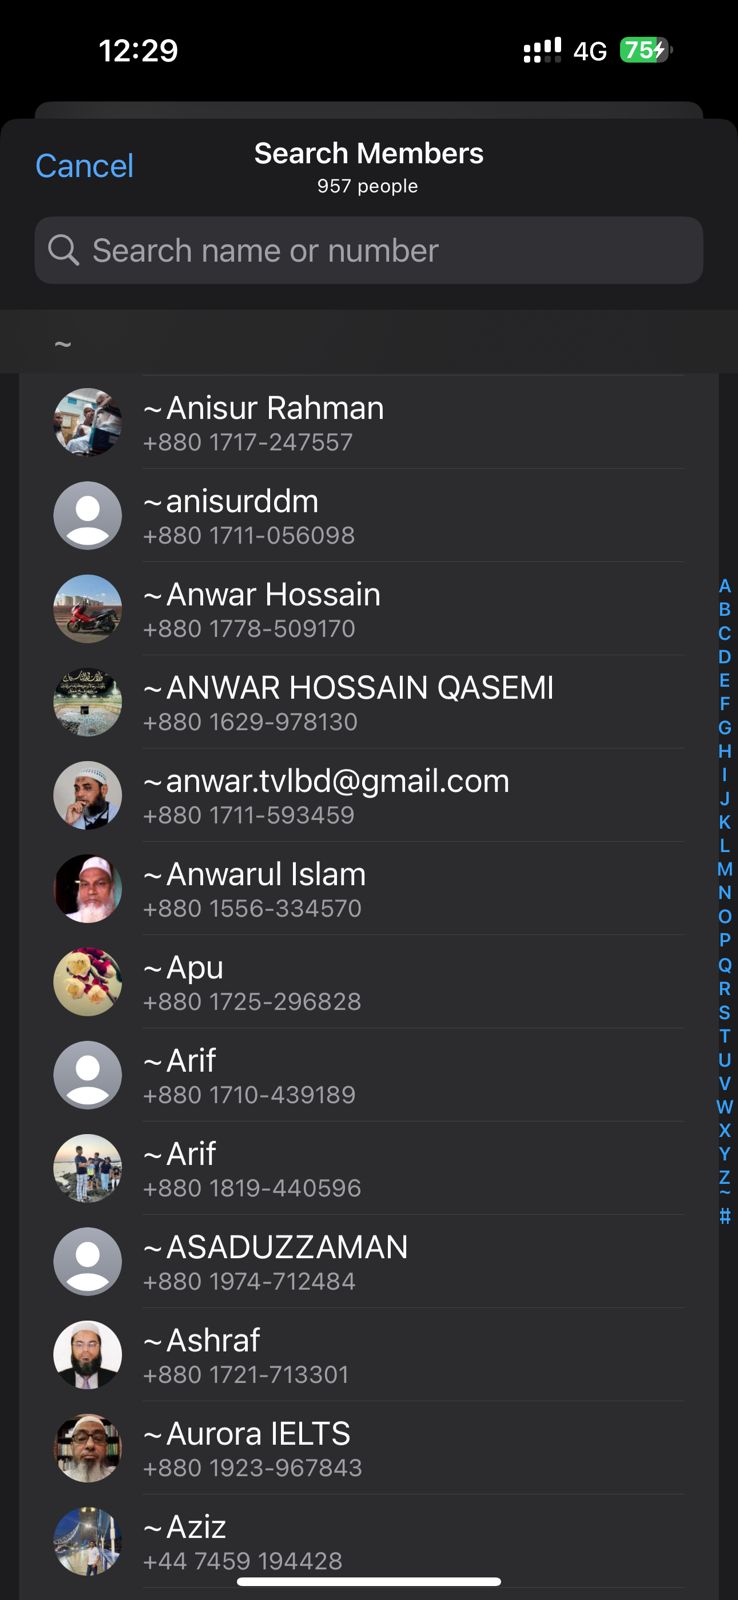 12:29
4G
75
Cancel
Search Members
957 people
Search name or number
~
~Anisur Rahman
+880 1717-247557
~anisurddm
+880 1711-056098
~Anwar Hossain
+880 1778-509170
~ANWAR HOSSAIN QASEMI
+880 1629-978130
~anwar.tvlbd@gmail.com
+880 1711-593459
~Anwarul Islam
+880 1556-334570
~Apu
+880 1725-296828
~Arif
+880 1710-439189
~Arif
+880 1819-440596
~ASADUZZAMAN
+880 1974-712484
~Ashraf
+880 1721-713301
~Aurora IELTS
+880 1923-967843
~Aziz
+44 7459 194428
A
B
C
D
E
F
G
H
I
J
K
L
M
N
O
P
Q
R
S
T
U
V
W
X
Y
Z
~
#